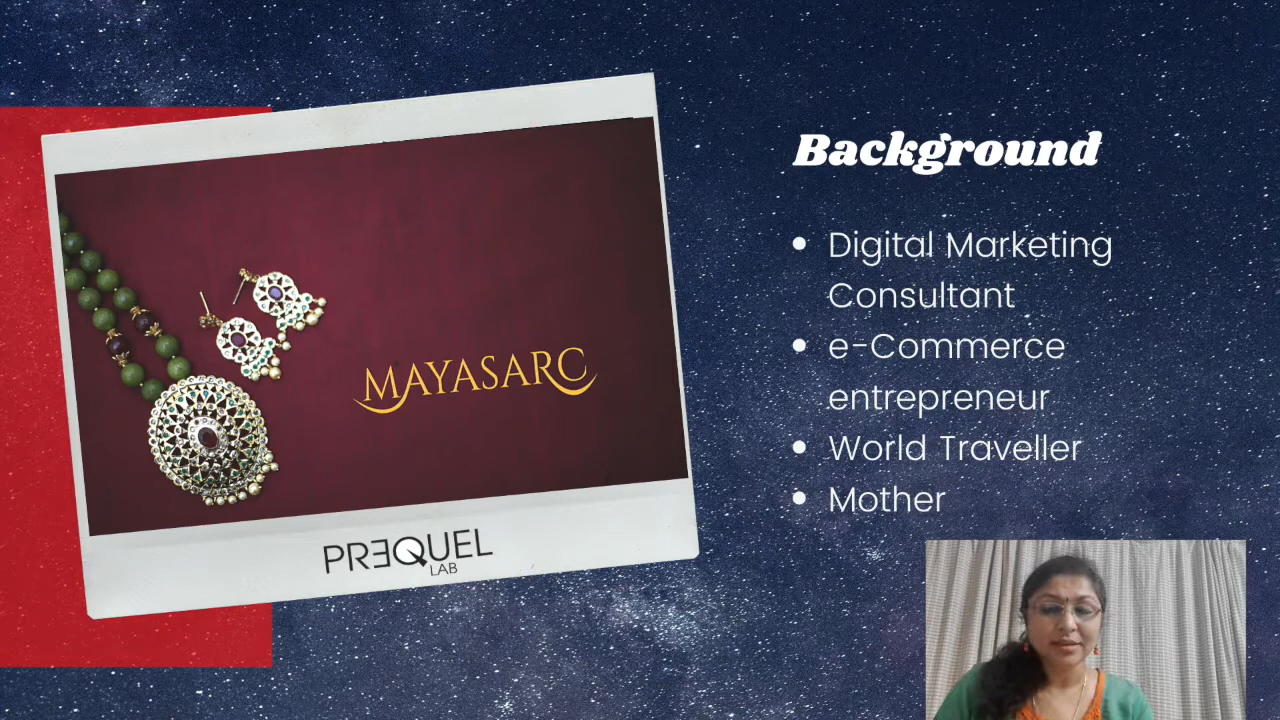 Background
Digital Marketing
Consultant
e-Commerce
entrepreneur
World Traveller
Mother
MAYASARC
PREQUEL
LAB